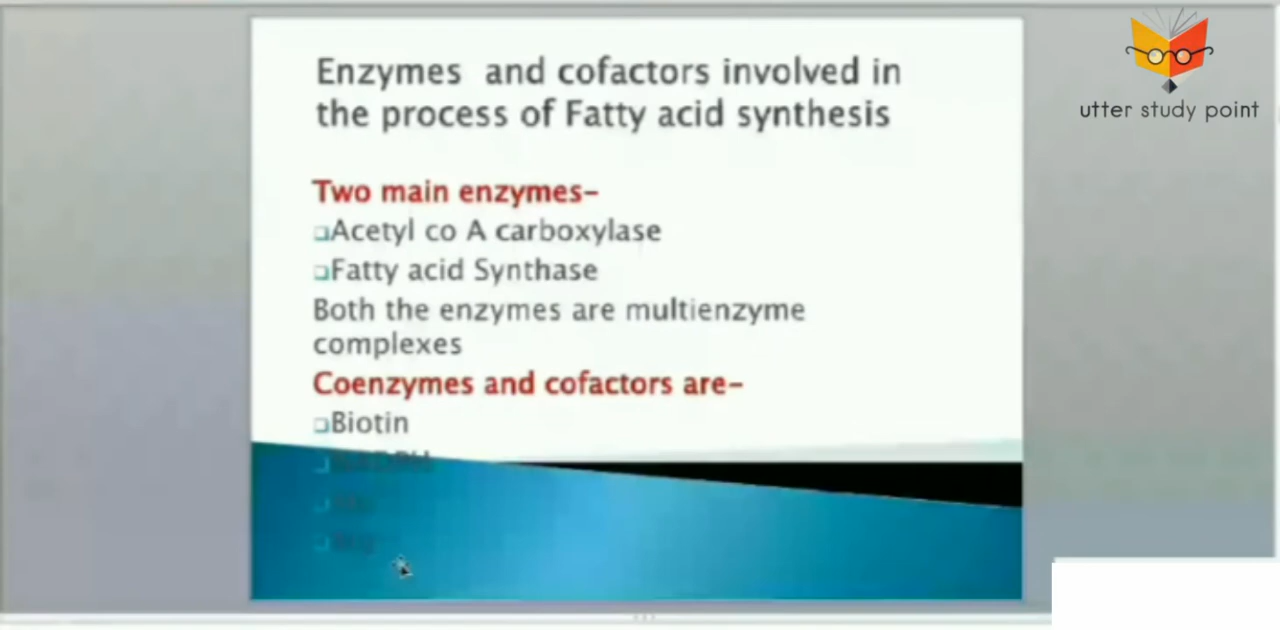 Enzymes and cofactors involved in
the process of Fatty acid synthesis
Two main enzymes-
Acetyl co A carboxylase
Fatty acid Synthase
Both the enzymes are multienzyme
complexes
Coenzymes and cofactors are-
Biotin
utter study point